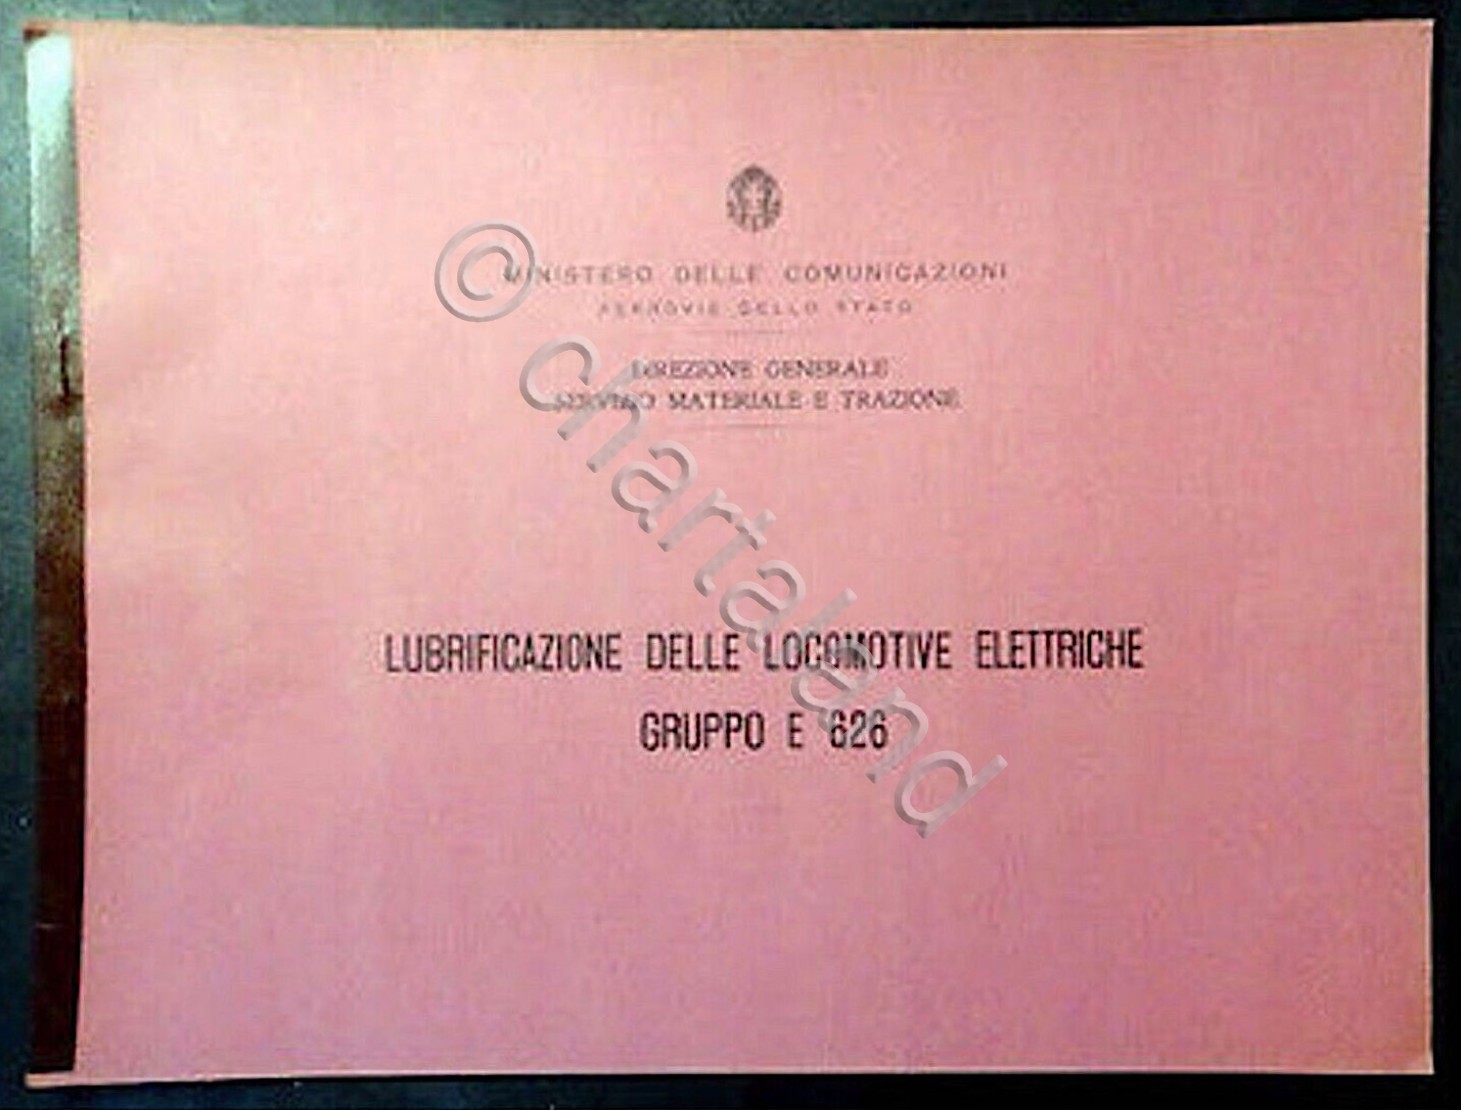 MINISTERO DELLE COMUNICAZIONI
FERROVIE DELLO STATO
DIREZIONE GENERALE
SERVIZIO MATERIALE E TRAZIONE
LUBRIFICAZIONE DELLE LOCOMOTIVE ELETTRICHE
GRUPPO E 626
© chartaland